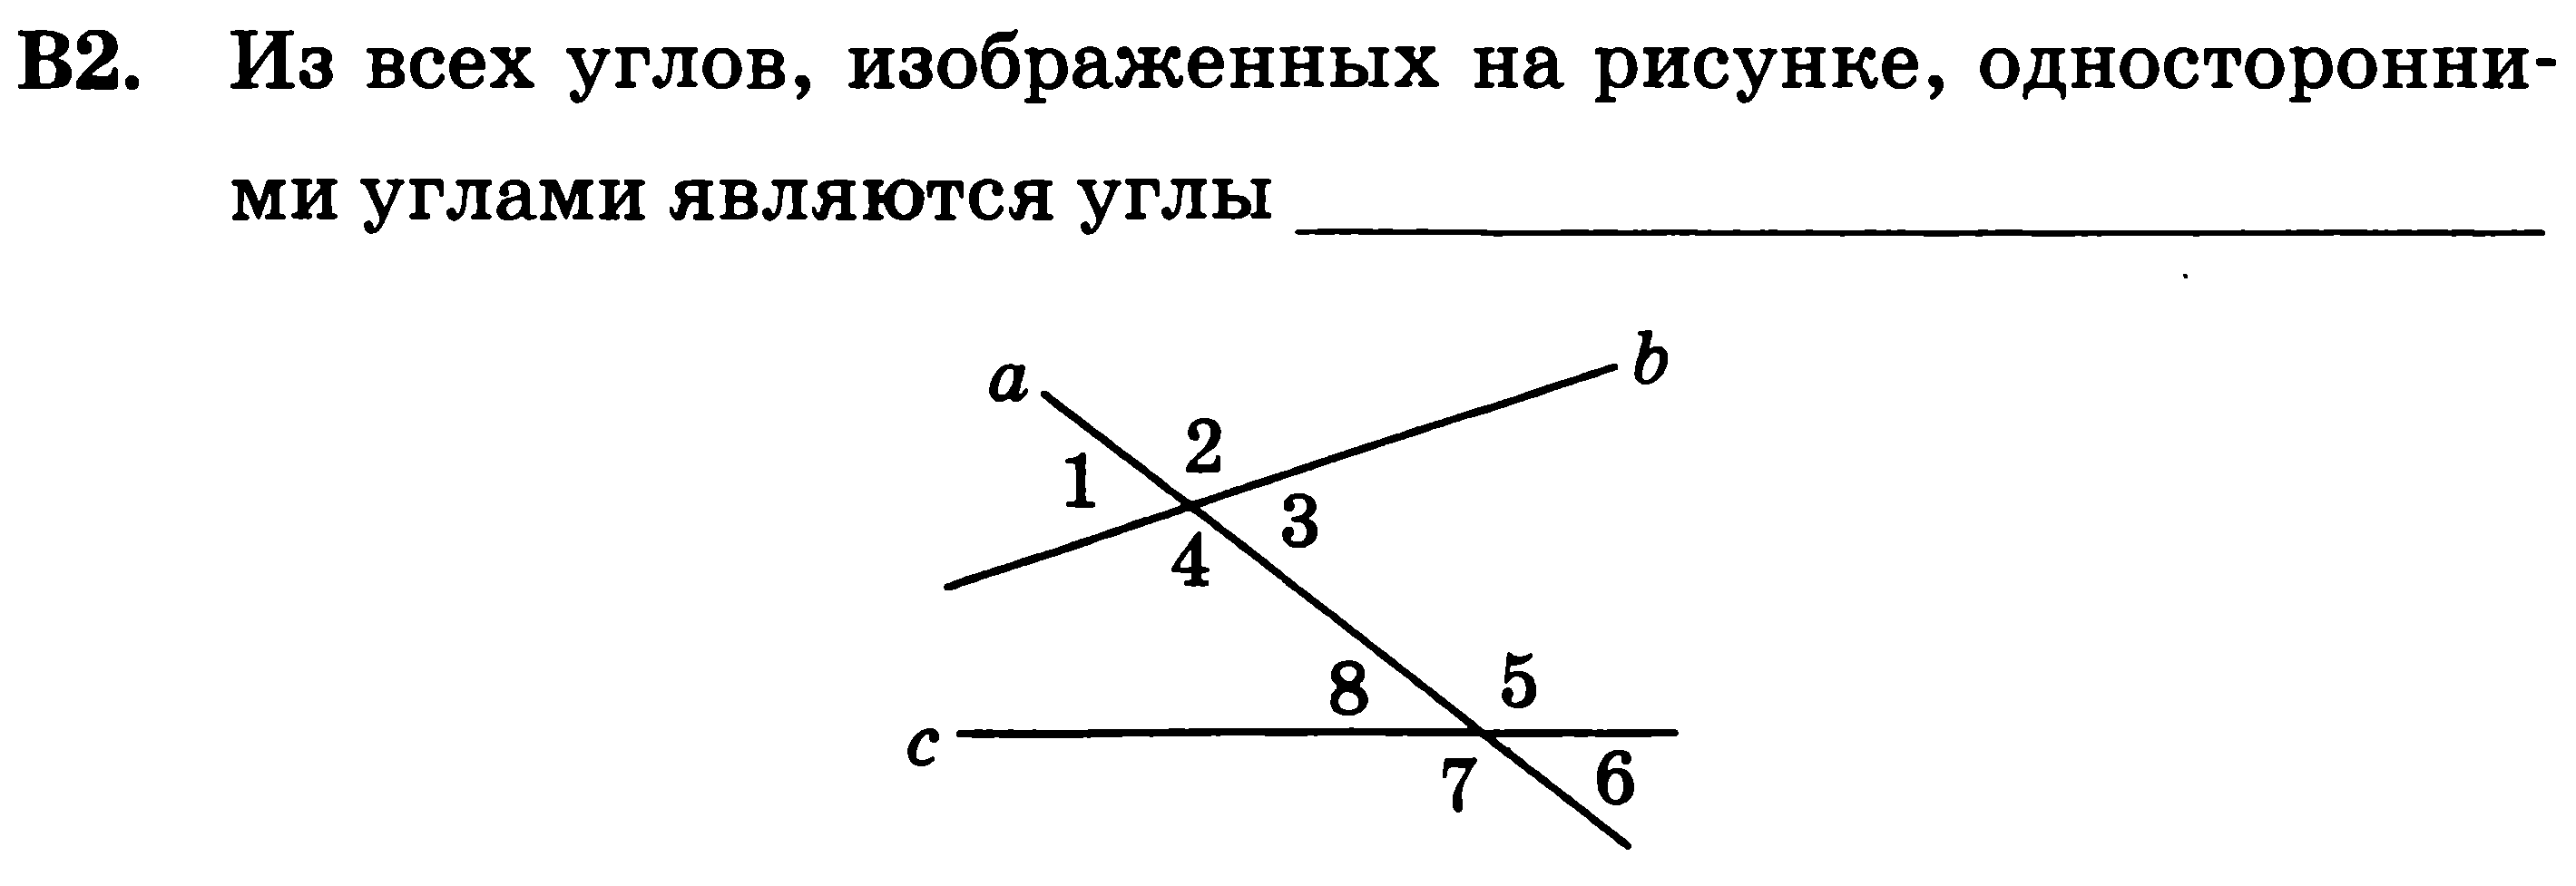 В2. Из всех углов, изображенных на рисунке, односторонни-
ми углами являются углы
a
b
2
1
3
4
5
8
c
7
6